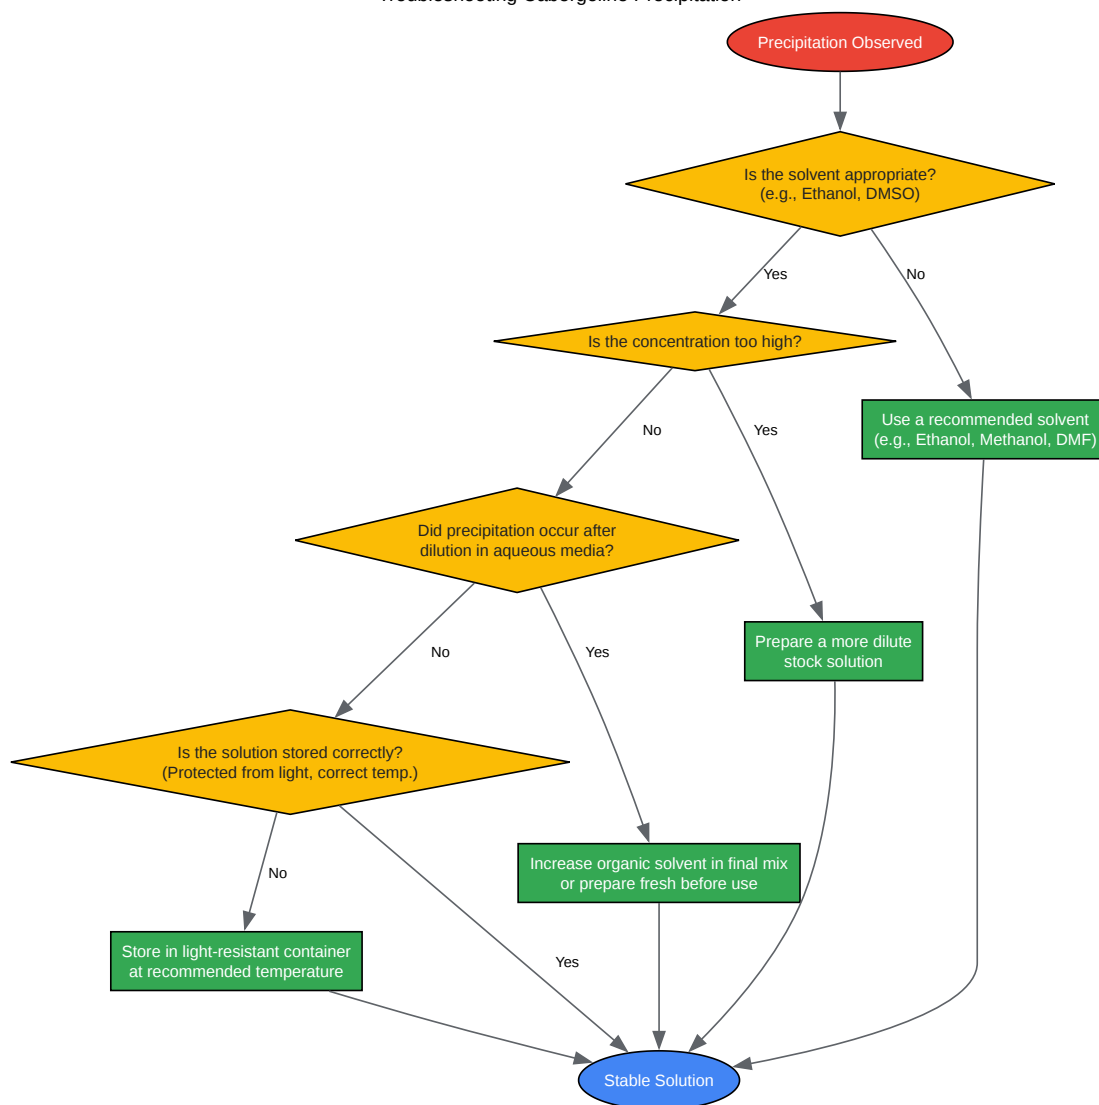 Troubleshooting Cabergoline Precipitation
Precipitation Observed
Is the solvent appropriate?
(e.g., Ethanol, DMSO)
Yes
No
Is the concentration too high?
Use a recommended solvent
(e.g., Ethanol, Methanol, DMF)
No
Yes
Did precipitation occur after
dilution in aqueous media?
Prepare a more dilute
stock solution
No
Yes
Is the solution stored correctly?
(Protected from light, correct temp.)
Increase organic solvent in final mix
or prepare fresh before use
No
Yes
Store in light-resistant container
at recommended temperature
Stable Solution